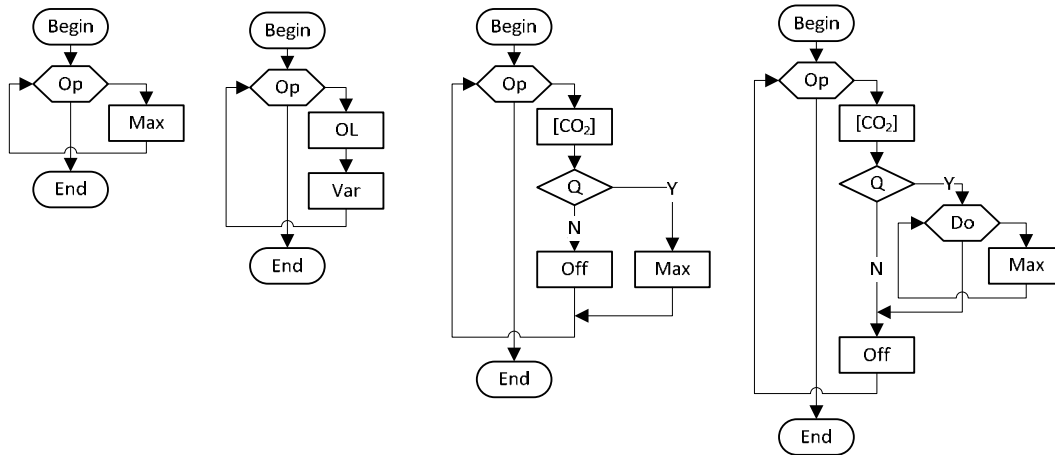 Begin
Op
Max
End
Begin
Op
OL
Var
End
Begin
Op
[CO₂]
Q
Y
N
Off
Max
End
Begin
Op
[CO₂]
Q
Y
Do
N
Max
Off
End